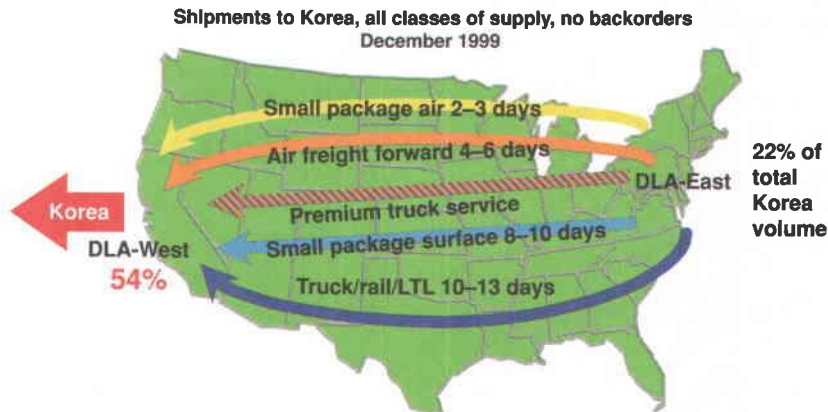 Shipments to Korea, all classes of supply, no backorders
December 1999
Small package air 2–3 days
Air freight forward 4–6 days
22% of
total
Korea
volume
DLA-East
Korea
Premium truck service
DLA-West
54%
Small package surface 8–10 days
Truck/rail/LTL 10–13 days